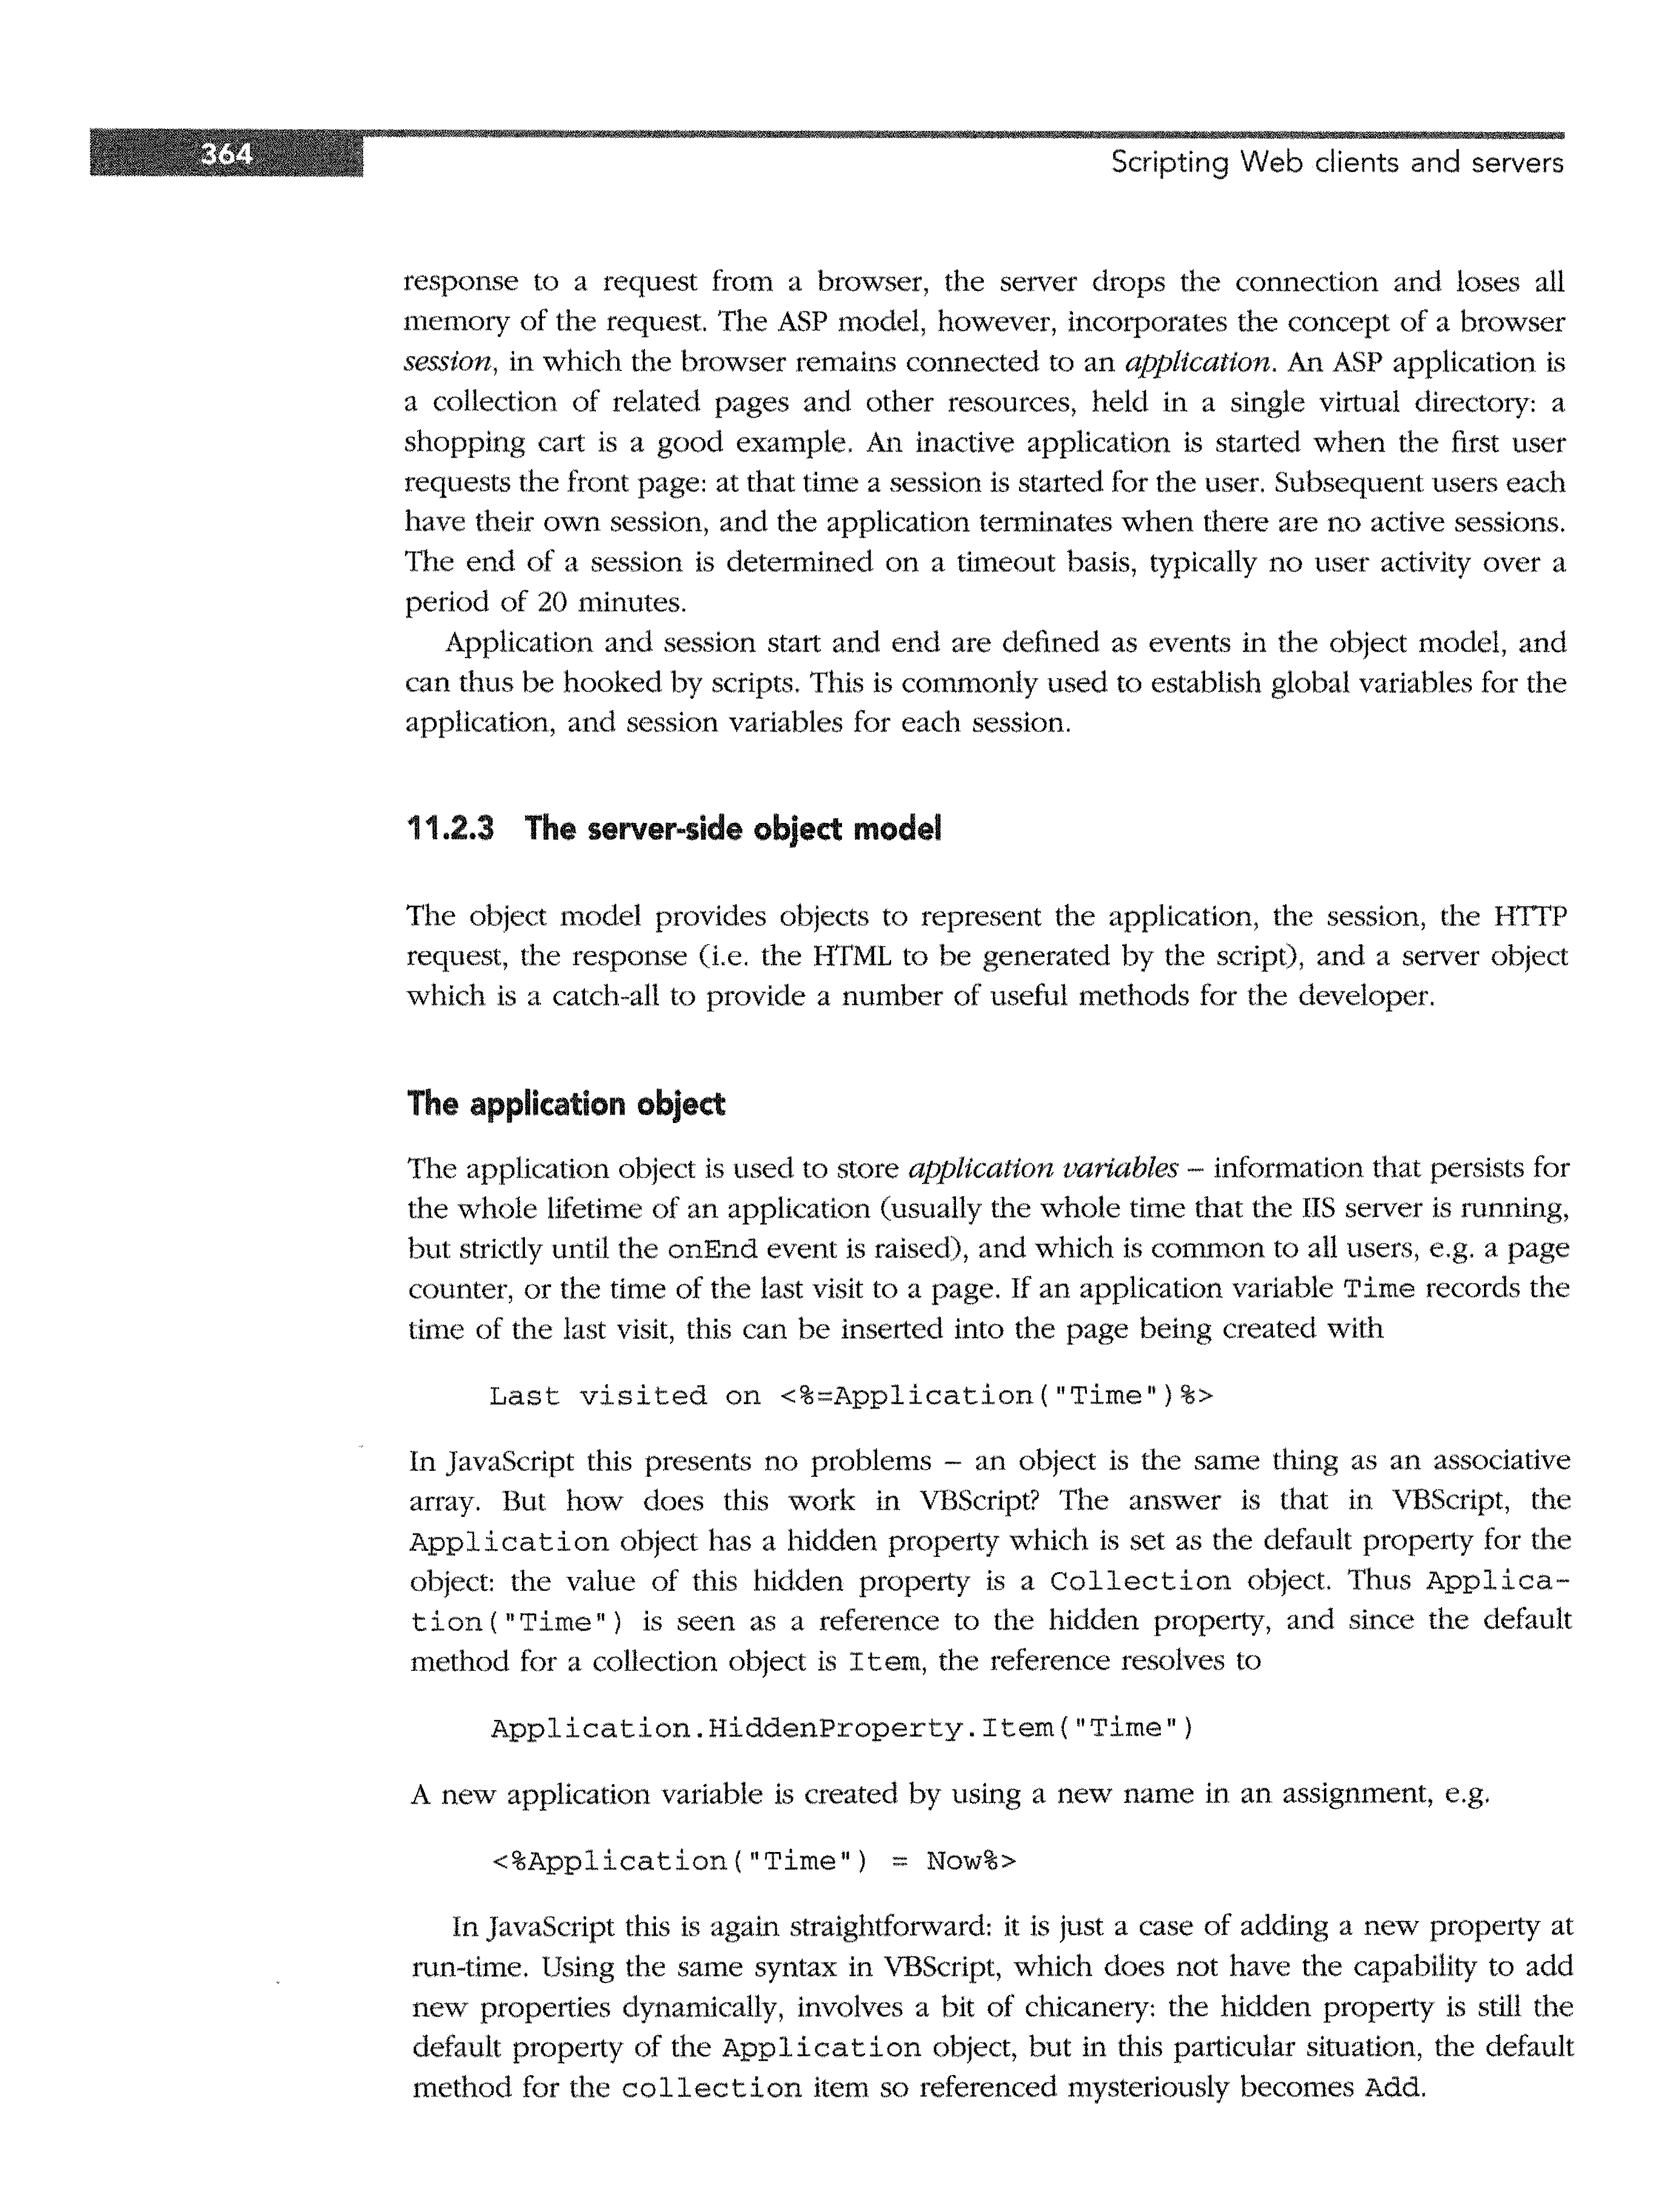 364
Scripting Web clients and servers
response to a request from a browser, the server drops the connection and loses all
memory of the request. The ASP model, however, incorporates the concept of a browser
session, in which the browser remains connected to an application. An ASP application is
a collection of related pages and other resources, held in a single virtual directory: a
shopping cart is a good example. An inactive application is started when the first user
requests the front page: at that time a session is started for the user. Subsequent users each
have their own session, and the application terminates when there are no active sessions.
The end of a session is determined on a timeout basis, typically no user activity over a
period of 20 minutes.
Application and session start and end are defined as events in the object model, and
can thus be hooked by scripts. This is commonly used to establish global variables for the
application, and session variables for each session.
11.2.3 The server-side object model
The object model provides objects to represent the application, the session, the HTTP
request, the response (i.e. the HTML to be generated by the script), and a server object
which is a catch-all to provide a number of useful methods for the developer.
The application object
The application object is used to store application variables – information that persists for
the whole lifetime of an application (usually the whole time that the IIS server is running,
but strictly until the onEnd event is raised), and which is common to all users, e.g. a page
counter, or the time of the last visit to a page. If an application variable Time records the
time of the last visit, this can be inserted into the page being created with
Last visited on <%=Application("Time")%>
In JavaScript this presents no problems – an object is the same thing as an associative
array. But how does this work in VBScript? The answer is that in VBScript, the
Application object has a hidden property which is set as the default property for the
object: the value of this hidden property is a Collection object. Thus Applica-
tion("Time") is seen as a reference to the hidden property, and since the default
method for a collection object is Item, the reference resolves to
Application.HiddenProperty.Item("Time")
A new application variable is created by using a new name in an assignment, e.g.
<%Application("Time") = Now%>
In JavaScript this is again straightforward: it is just a case of adding a new property at
run-time. Using the same syntax in VBScript, which does not have the capability to add
new properties dynamically, involves a bit of chicanery: the hidden property is still the
default property of the Application object, but in this particular situation, the default
method for the collection item so referenced mysteriously becomes Add.